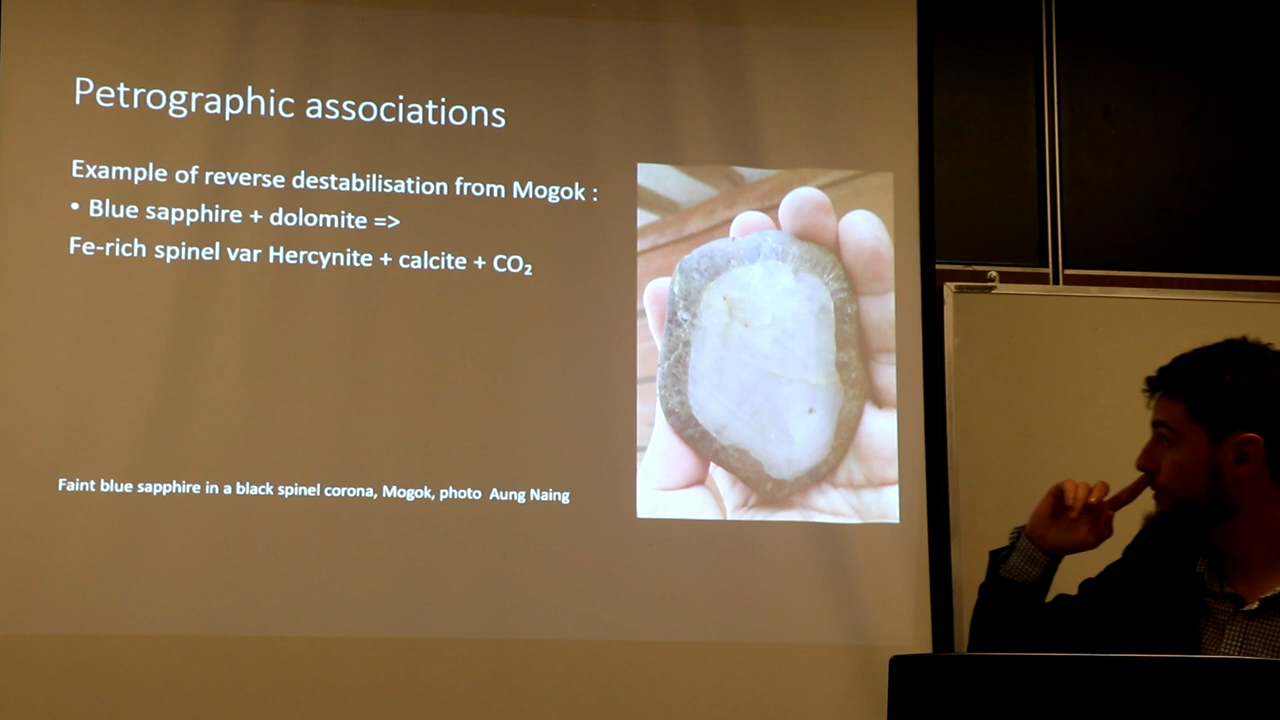 Petrographic associations
Example of reverse destabilisation from Mogok :
• Blue sapphire + dolomite =>
Fe-rich spinel var Hercynite + calcite + CO₂
Faint blue sapphire in a black spinel corona, Mogok, photo Aung Naing